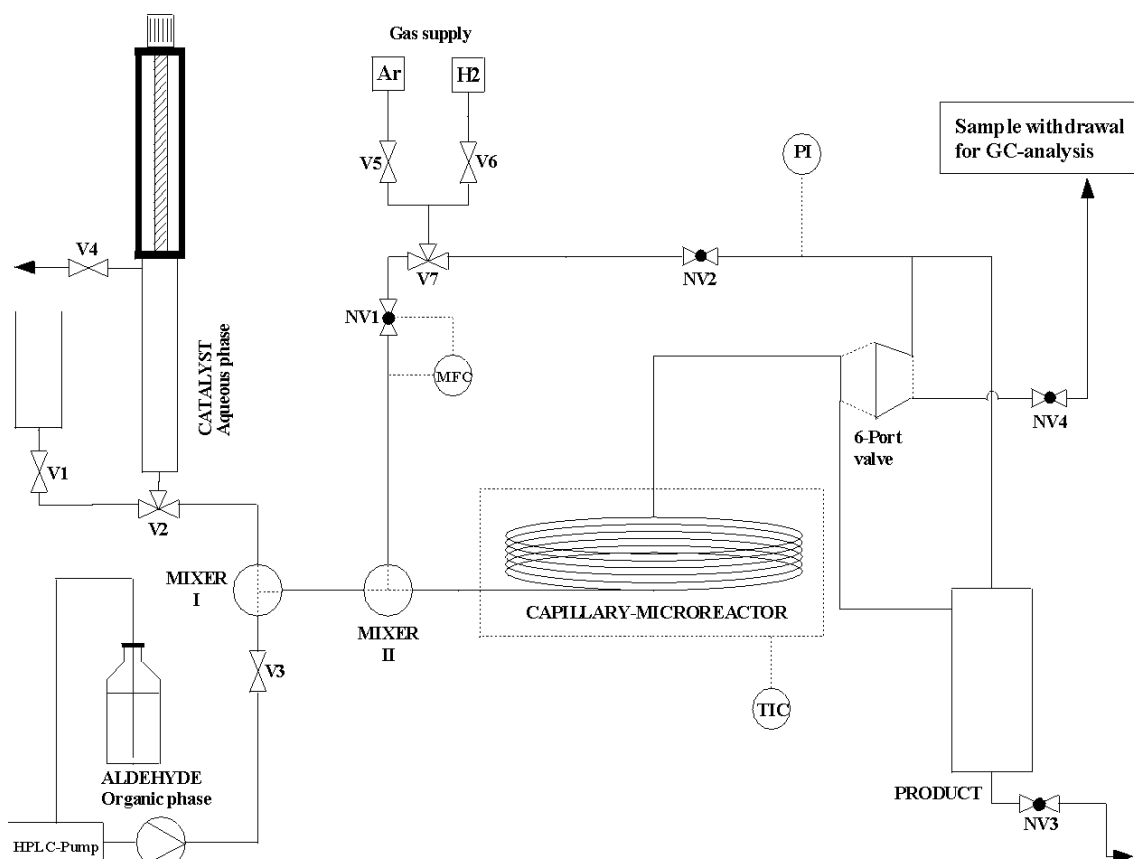 Gas supply
Ar
H2
Sample withdrawal
for GC-analysis
PI
V5
V6
V4
V7
NV2
NV1
CATALYST
Aqueous phase
MFC
NV4
6-Port
valve
V1
V2
MIXER
I
CAPILLARY-MICROREACTOR
MIXER
II
V3
TIC
ALDEHYDE
Organic phase
PRODUCT
NV3
HPLC-Pump